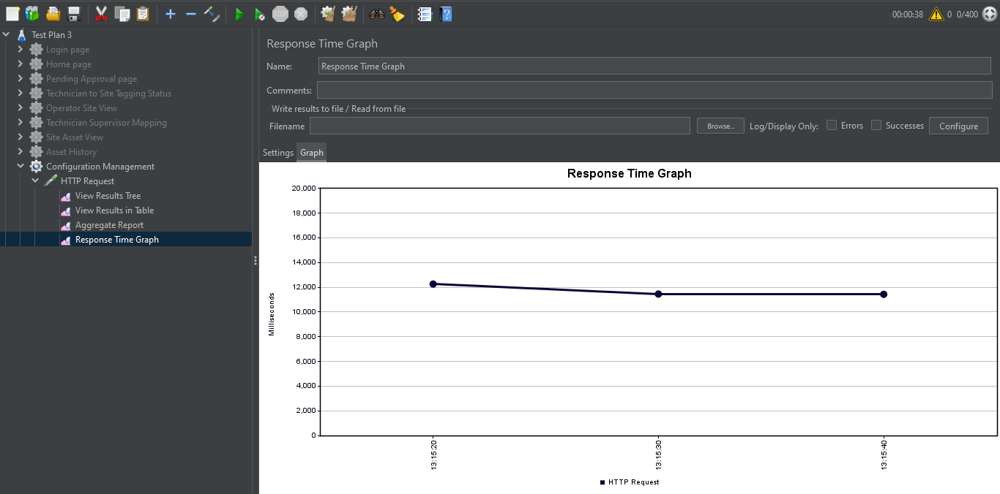 STOP
00:00:38 0 0/400
Test Plan 3
Login page
Home page
Pending Approval page
Technician to Site Tagging Status
Operator Site View
Technician Supervisor Mapping
Site Asset View
Asset History
Configuration Management
HTTP Request
View Results Tree
View Results in Table
Aggregate Report
Response Time Graph
Response Time Graph
Name: Response Time Graph
Comments:
Write results to file / Read from file
Filename Browse... Log/Display Only: Errors Successes Configure
Settings Graph
Response Time Graph
20,000
18,000
16,000
14,000
12,000
10,000
8,000
6,000
4,000
2,000
0
Milliseconds
13:15:20 13:15:30 13:15:40
HTTP Request